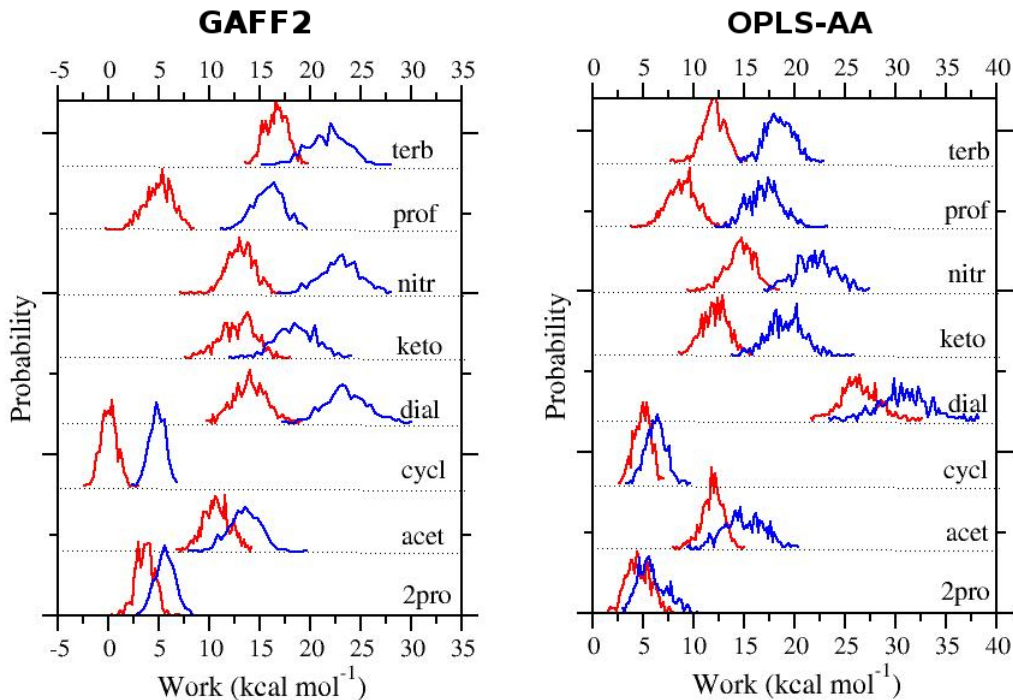 GAFF2
-5 0 5 10 15 20 25 30 35
terb
prof
nitr
keto
dial
cycl
acet
2pro
Probability
-5 0 5 10 15 20 25 30 35
Work (kcal mol⁻¹)
OPLS-AA
0 5 10 15 20 25 30 35 40
terb
prof
nitr
keto
dial
cycl
acet
2pro
Probability
0 5 10 15 20 25 30 35 40
Work (kcal mol⁻¹)